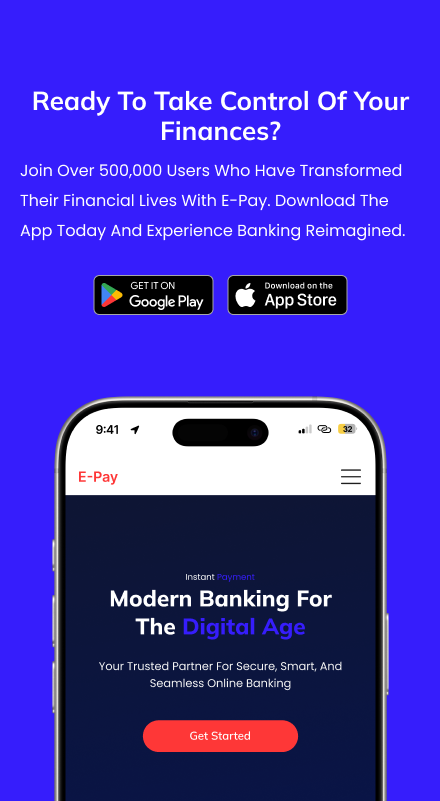 Ready To Take Control Of Your
Finances?
Join Over 500,000 Users Who Have Transformed
Their Financial Lives With E-Pay. Download The
App Today And Experience Banking Reimagined.
GET IT ON
Google Play
Download on the
App Store
9:41
32
E-Pay
Instant Payment
Modern Banking For
The Digital Age
Your Trusted Partner For Secure, Smart, And
Seamless Online Banking
Get Started